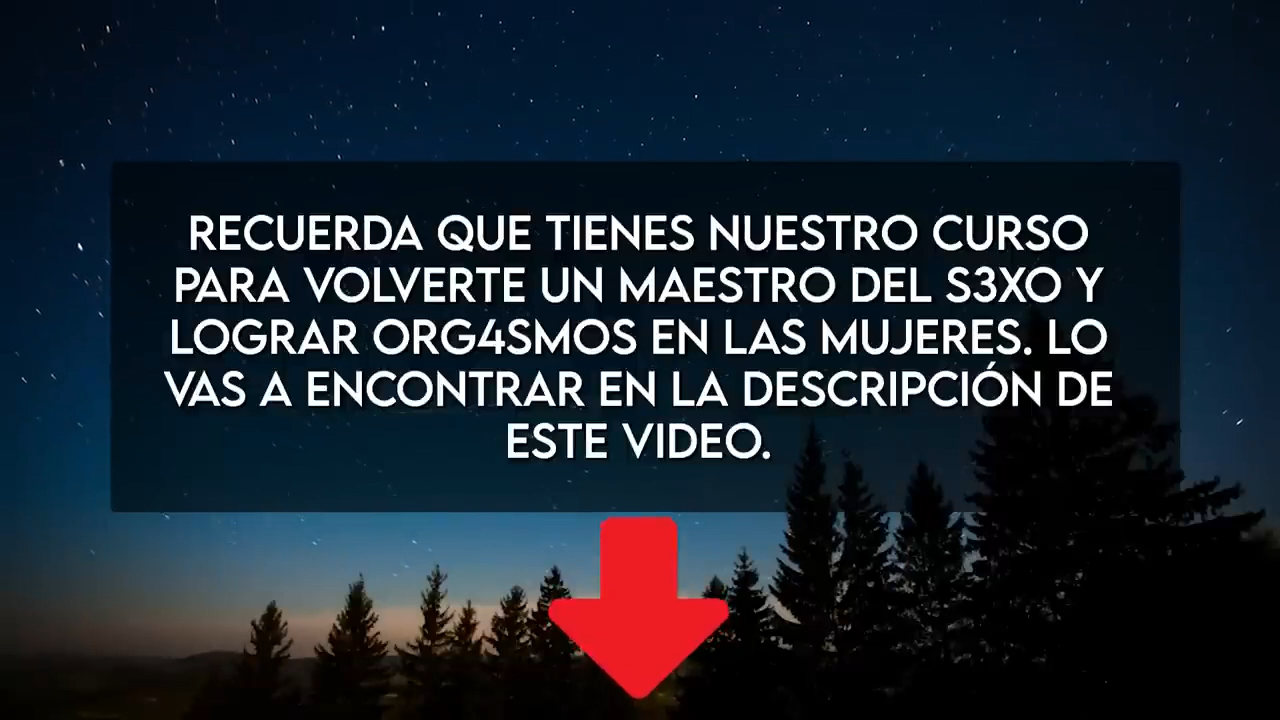 RECUERDA QUE TIENES NUESTRO CURSO
PARA VOLVERTE UN MAESTRO DEL S3XO Y
LOGRAR ORG4SMOS EN LAS MUJERES. LO
VAS A ENCONTRAR EN LA DESCRIPCIÓN DE
ESTE VIDEO.